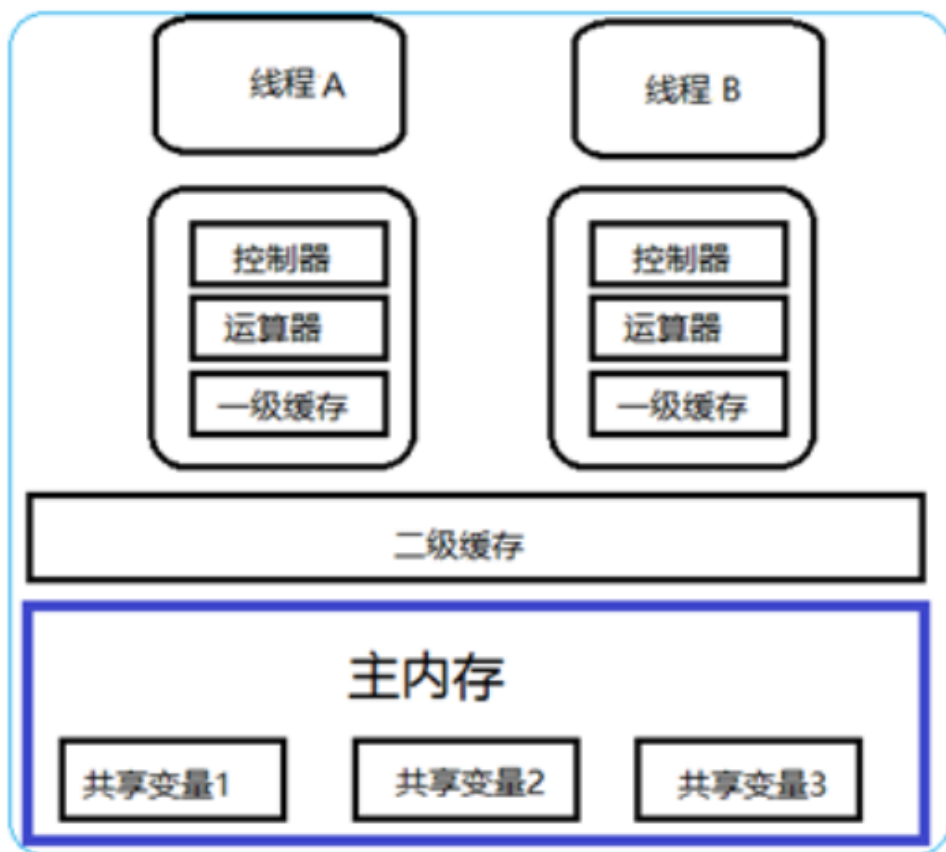 线程 A
线程 B
控制器
运算器
一级缓存
控制器
运算器
一级缓存
二级缓存
主内存
共享变量1
共享变量2
共享变量3